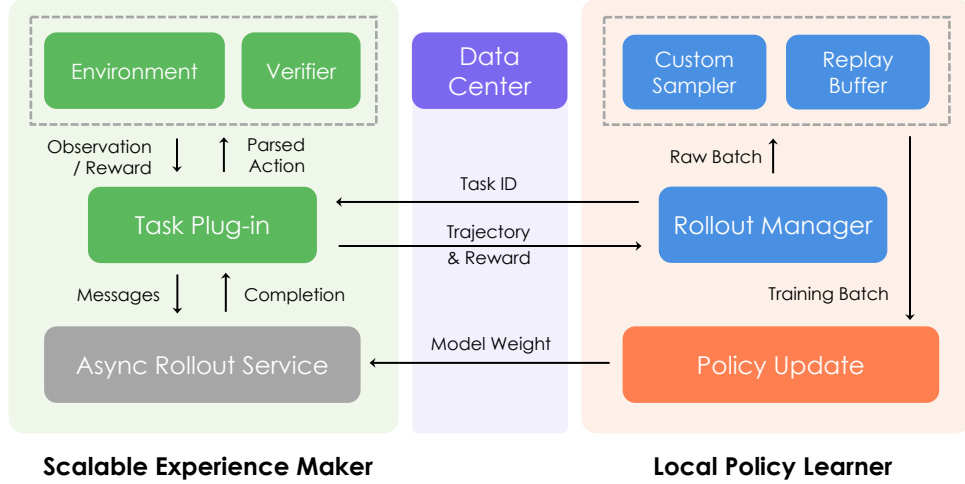 Environment
Verifier
Data
Center
Custom
Sampler
Replay
Buffer
Observation
/ Reward
Parsed
Action
Raw Batch
Task ID
Task Plug-in
Rollout Manager
Trajectory
& Reward
Messages
Completion
Training Batch
Model Weight
Async Rollout Service
Policy Update
Scalable Experience Maker
Local Policy Learner